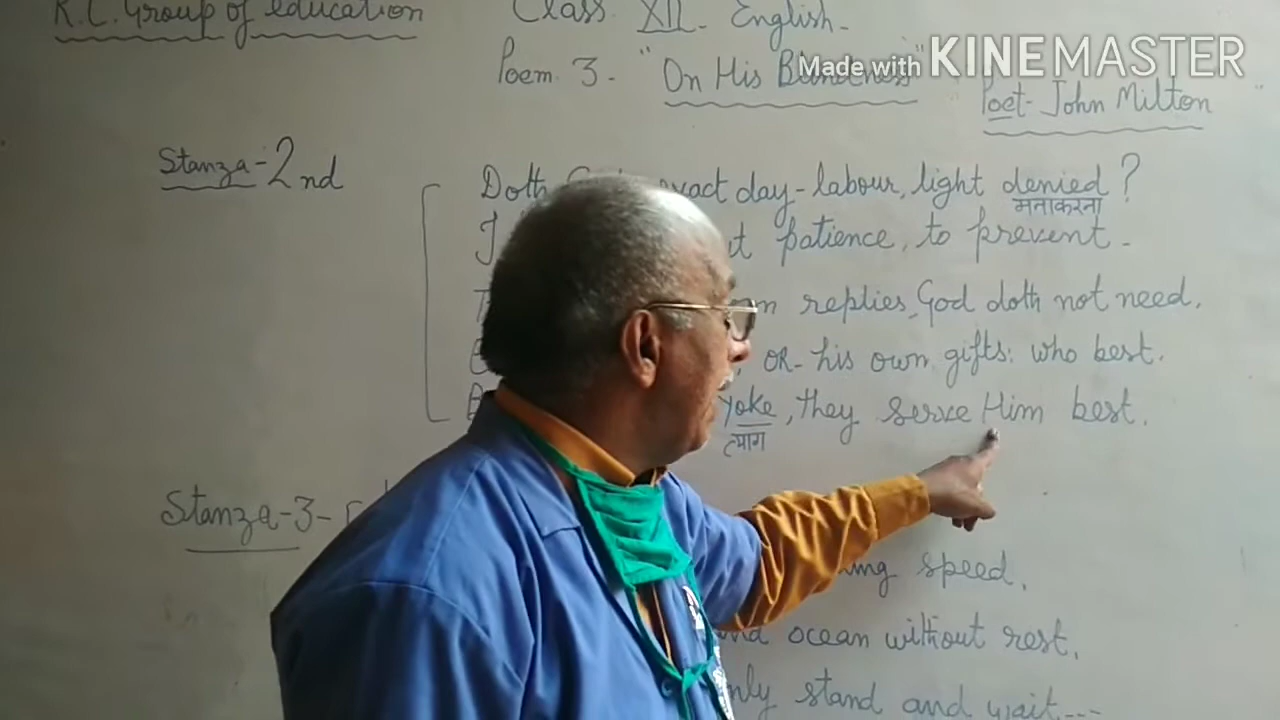 R.C. Group of education
Class XII - English -
Made with KINEMASTER
Poem 3 - "On His Blindness"
Poet - John Milton
Stanza - 2nd
Doth exact day - labour, light denied ?
मनाकरना
patience, to prevent -
replies, God doth not need,
OR - his own gifts: who best.
Yoke, they serve Him best.
त्याग
Stanza - 3 -
speed,
ocean without rest,
only stand and wait ---